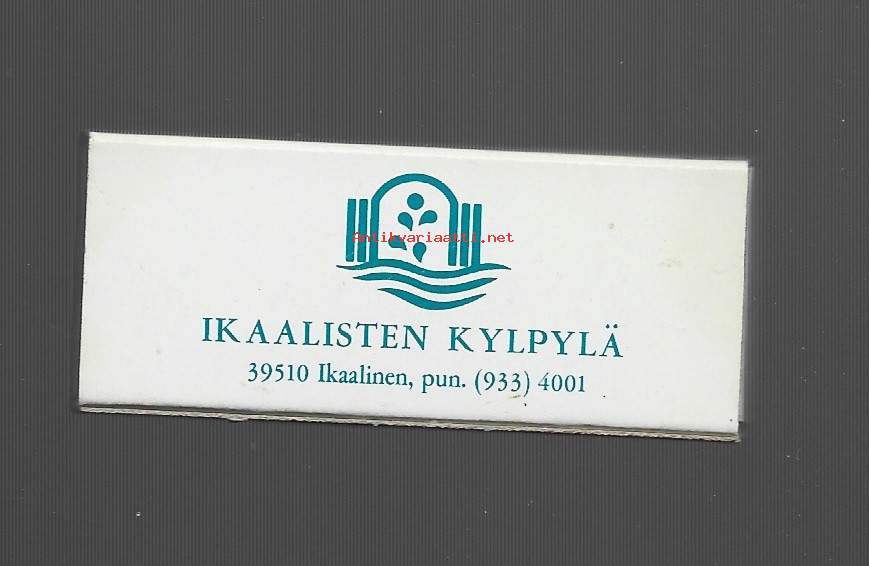 Antikvariaatti.net
IKAALISTEN KYLPYLÄ
39510 Ikaalinen, pun. (933) 4001